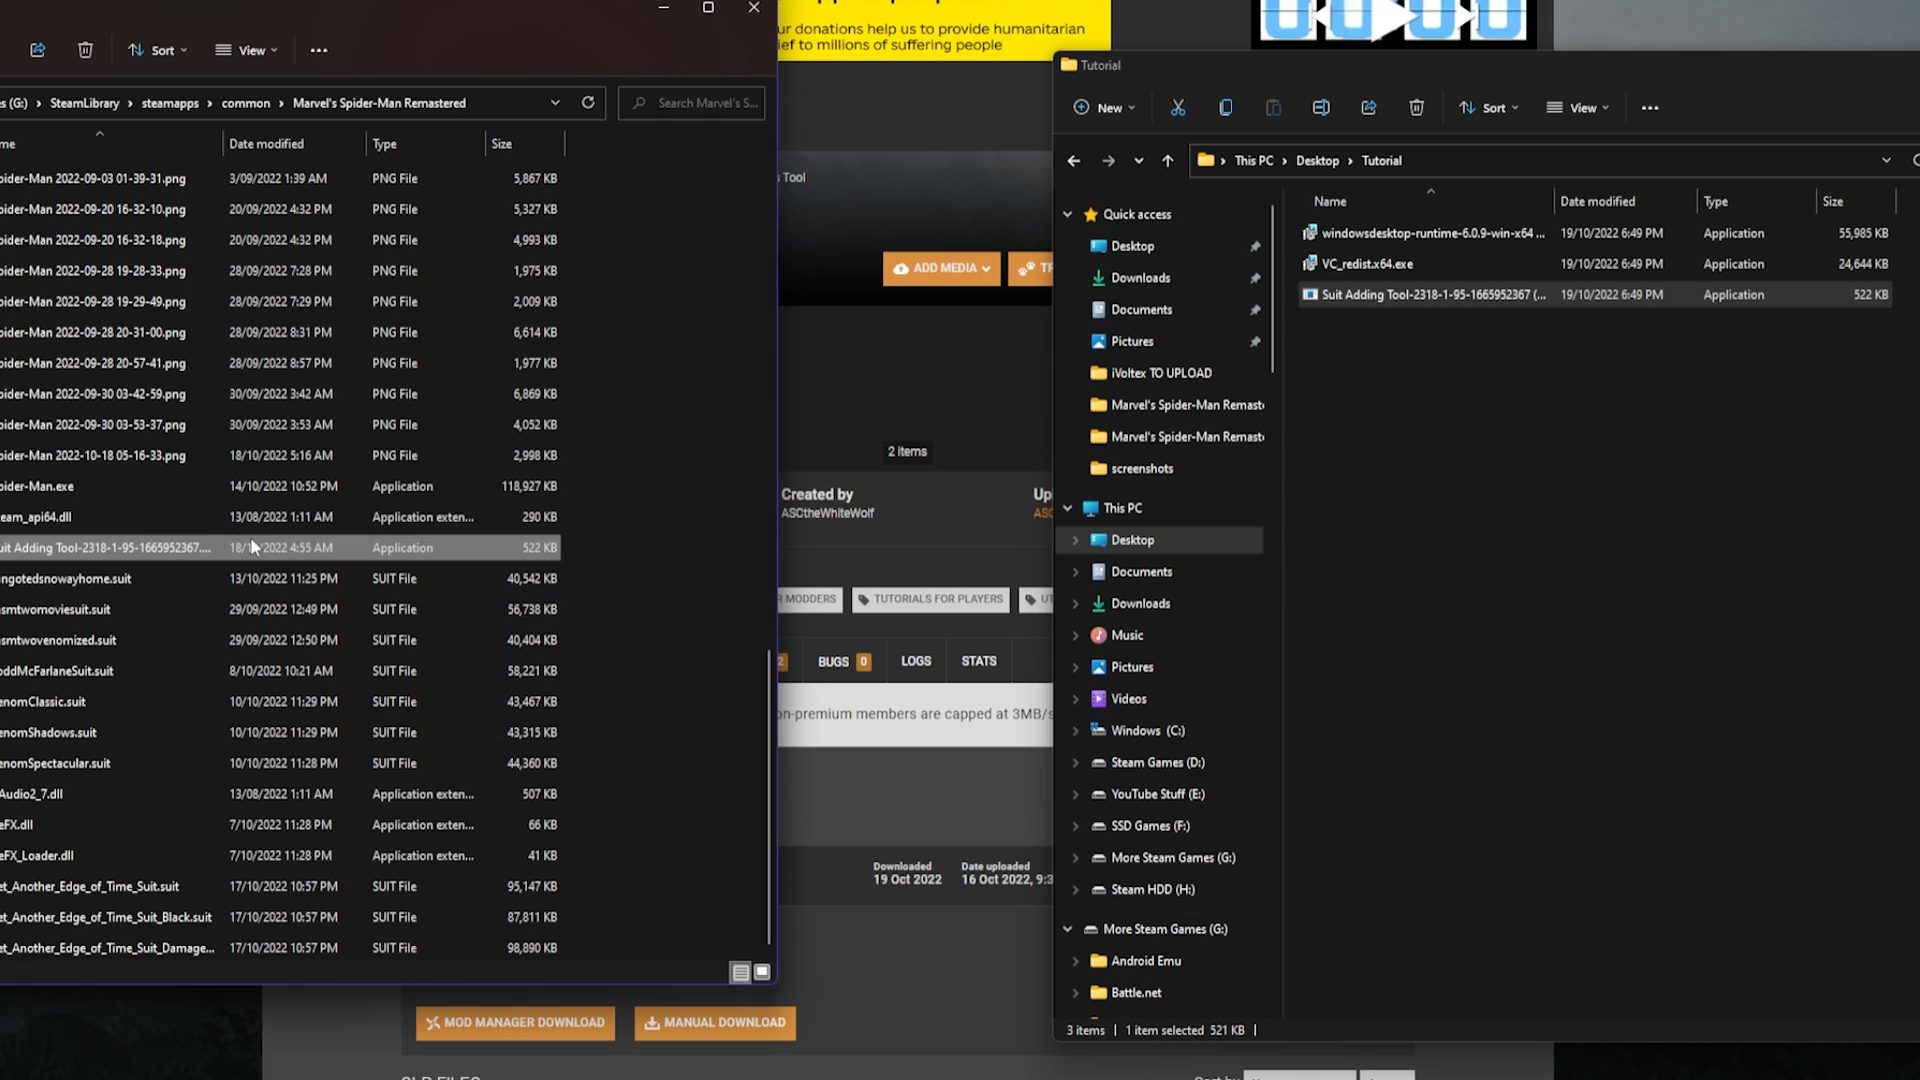 Sort
View
es (G:) > SteamLibrary > steamapps > common > Marvel's Spider-Man Remastered
Search Marvel's S...
me Date modified Type Size
pider-Man 2022-09-03 01-39-31.png 3/09/2022 1:39 AM PNG File 5,867 KB
pider-Man 2022-09-20 16-32-10.png 20/09/2022 4:32 PM PNG File 5,327 KB
pider-Man 2022-09-20 16-32-18.png 20/09/2022 4:32 PM PNG File 4,993 KB
pider-Man 2022-09-28 19-28-33.png 28/09/2022 7:28 PM PNG File 1,975 KB
pider-Man 2022-09-28 19-29-49.png 28/09/2022 7:29 PM PNG File 2,009 KB
pider-Man 2022-09-28 20-31-00.png 28/09/2022 8:31 PM PNG File 6,614 KB
pider-Man 2022-09-28 20-57-41.png 28/09/2022 8:57 PM PNG File 1,977 KB
pider-Man 2022-09-30 03-42-59.png 30/09/2022 3:42 AM PNG File 6,869 KB
pider-Man 2022-09-30 03-53-37.png 30/09/2022 3:53 AM PNG File 4,052 KB
pider-Man 2022-10-18 05-16-33.png 18/10/2022 5:16 AM PNG File 2,998 KB
pider-Man.exe 14/10/2022 10:52 PM Application 118,927 KB
eam_api64.dll 13/08/2022 1:11 AM Application exten... 290 KB
uit Adding Tool-2318-1-95-1665952367.... 2022 4:55 AM Application 522 KB
ingotedsnowayhome.suit 13/10/2022 11:25 PM SUIT File 40,542 KB
asmtwomoviesuit.suit 29/09/2022 12:49 PM SUIT File 56,738 KB
asmtwovenomized.suit 29/09/2022 12:50 PM SUIT File 40,404 KB
oddMcFarlaneSuit.suit 8/10/2022 10:21 AM SUIT File 58,221 KB
enomClassic.suit 10/10/2022 11:29 PM SUIT File 43,467 KB
enomShadows.suit 10/10/2022 11:29 PM SUIT File 43,315 KB
enomSpectacular.suit 10/10/2022 11:28 PM SUIT File 44,360 KB
Audio2_7.dll 13/08/2022 1:11 AM Application exten... 507 KB
eFX.dll 7/10/2022 11:28 PM Application exten... 66 KB
eFX_Loader.dll 7/10/2022 11:28 PM Application exten... 41 KB
et_Another_Edge_of_Time_Suit.suit 17/10/2022 10:57 PM SUIT File 95,147 KB
et_Another_Edge_of_Time_Suit_Black.suit 17/10/2022 10:57 PM SUIT File 87,811 KB
et_Another_Edge_of_Time_Suit_Damage... 17/10/2022 10:57 PM SUIT File 98,890 KB
ur donations help us to provide humanitarian
ief to millions of suffering people
Tool
ADD MEDIA
TR
2 items
Created by
ASCtheWhiteWolf
Up
ASC
R MODDERS
TUTORIALS FOR PLAYERS
UT
2
BUGS 0
LOGS
STATS
on-premium members are capped at 3MB/s
Downloaded
19 Oct 2022
Date uploaded
16 Oct 2022, 9:3
MOD MANAGER DOWNLOAD
MANUAL DOWNLOAD
OLD FILES
Sort by
Tutorial
New
Sort
View
This PC > Desktop > Tutorial
Quick access
Desktop
Downloads
Documents
Pictures
iVoltex TO UPLOAD
Marvel's Spider-Man Remaste
Marvel's Spider-Man Remaste
screenshots
This PC
Desktop
Documents
Downloads
Music
Pictures
Videos
Windows (C:)
Steam Games (D:)
YouTube Stuff (E:)
SSD Games (F:)
More Steam Games (G:)
Steam HDD (H:)
More Steam Games (G:)
Android Emu
Battle.net
Name Date modified Type Size
windowsdesktop-runtime-6.0.9-win-x64 ... 19/10/2022 6:49 PM Application 55,985 KB
VC_redist.x64.exe 19/10/2022 6:49 PM Application 24,644 KB
Suit Adding Tool-2318-1-95-1665952367 (... 19/10/2022 6:49 PM Application 522 KB
3 items | 1 item selected 521 KB |